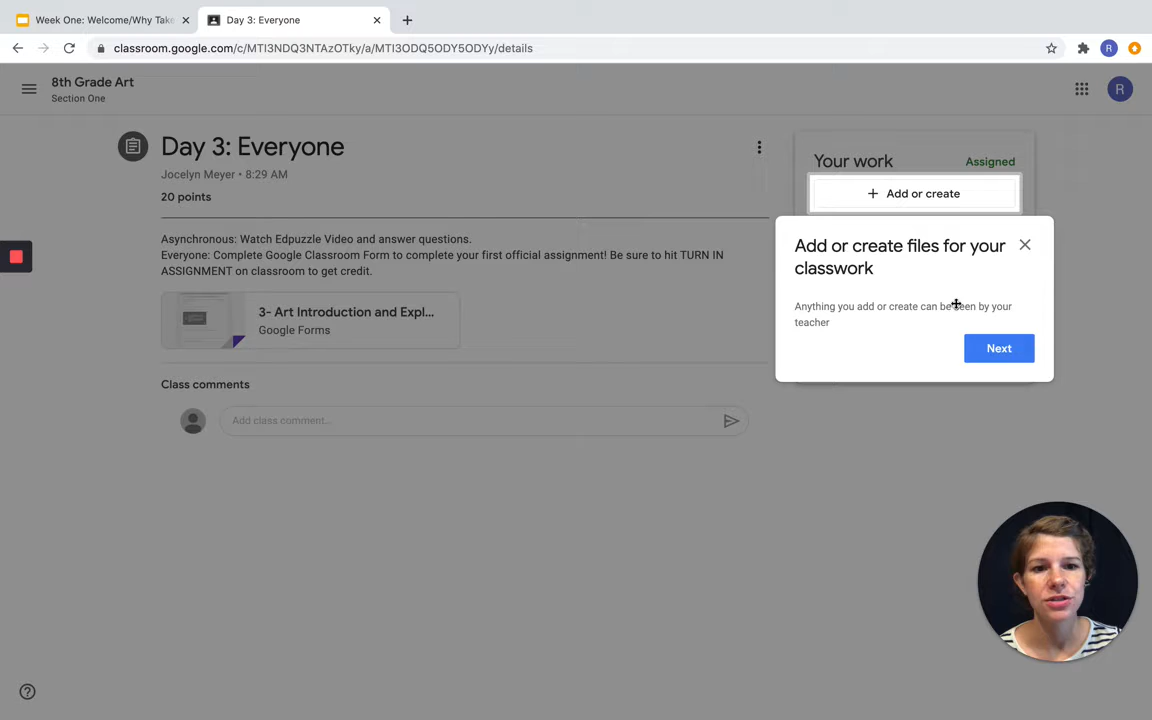 Week One: Welcome/Why Take
Day 3: Everyone
classroom.google.com/c/MTI3NDQ3NTAzOTky/a/MTI3ODQ5ODY5ODYy/details
R
8th Grade Art
Section One
R
Day 3: Everyone
Jocelyn Meyer • 8:29 AM
20 points
Your work
Assigned
+ Add or create
Asynchronous: Watch Edpuzzle Video and answer questions.
Everyone: Complete Google Classroom Form to complete your first official assignment! Be sure to hit TURN IN
ASSIGNMENT on classroom to get credit.
3- Art Introduction and Expl...
Google Forms
Add or create files for your
classwork
Anything you add or create can be seen by your
teacher
Next
Class comments
Add class comment...